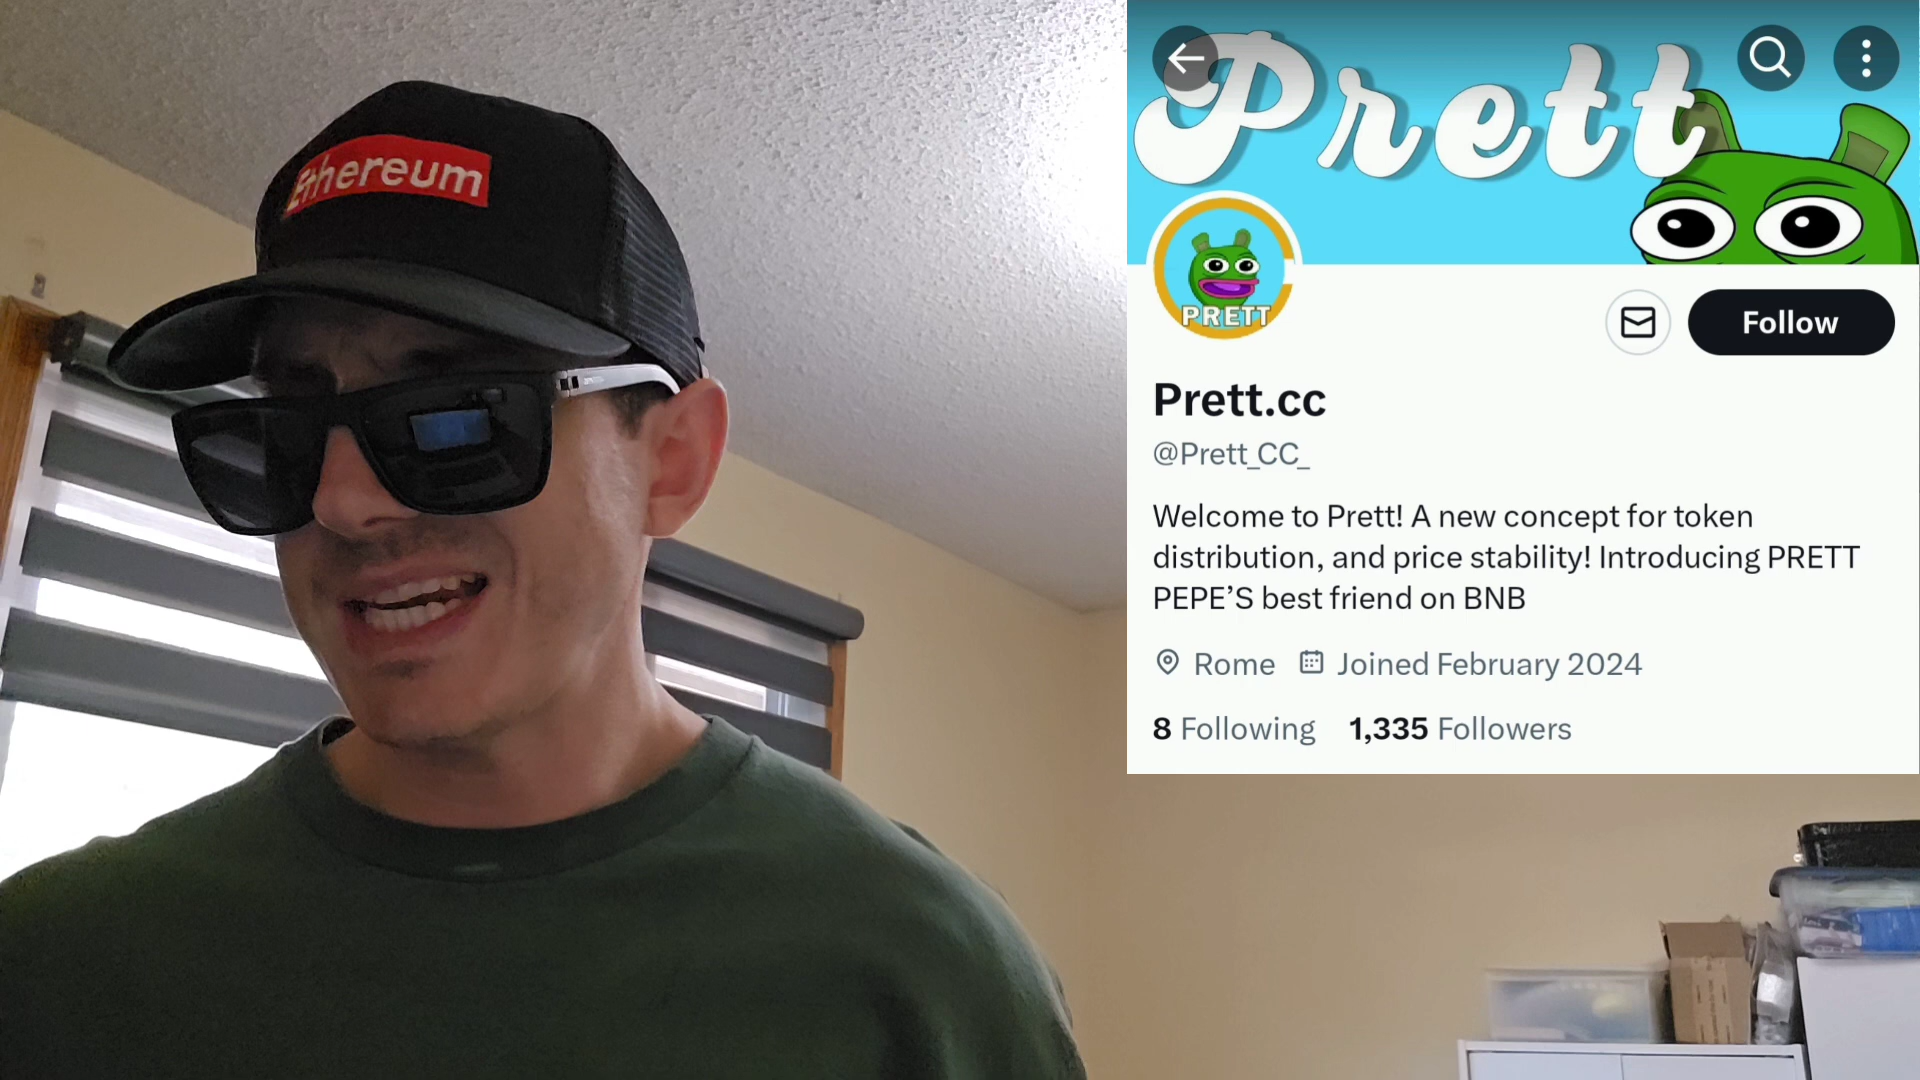 Ethereum
Prett
PRETT
Follow
Prett.cc
@Prett_CC_
Welcome to Prett! A new concept for token
distribution, and price stability! Introducing PRETT
PEPE’S best friend on BNB
Rome Joined February 2024
8 Following 1,335 Followers